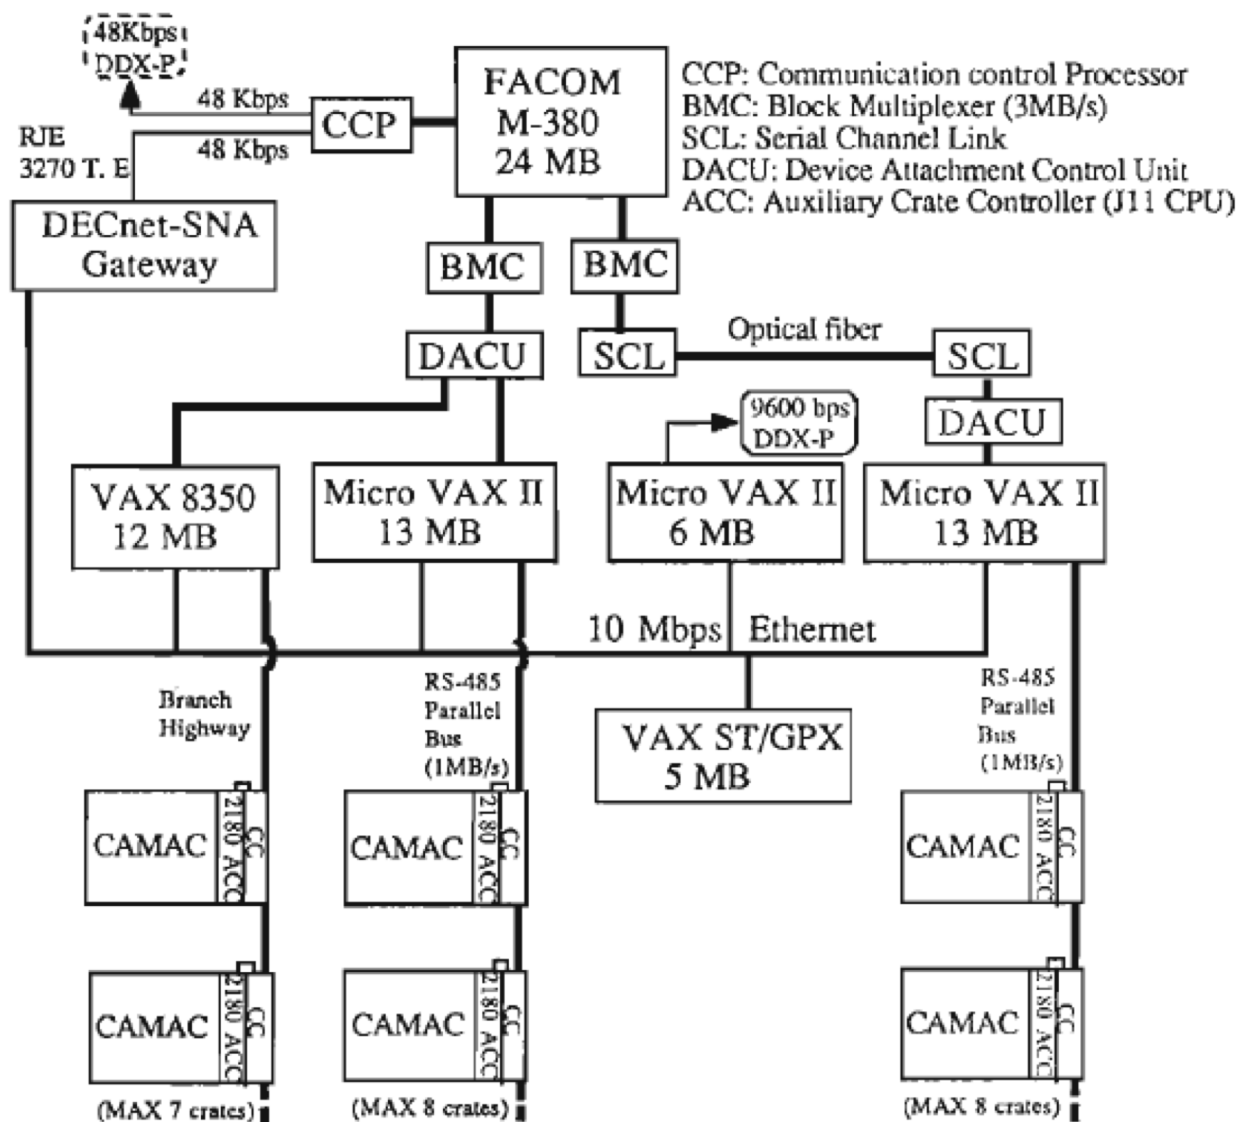 48Kbps
DDX-P
48 Kbps
48 Kbps
RJE
3270 T. E
CCP
FACOM
M-380
24 MB
CCP: Communication control Processor
BMC: Block Multiplexer (3MB/s)
SCL: Serial Channel Link
DACU: Device Attachment Control Unit
ACC: Auxiliary Crate Controller (J11 CPU)
DECnet-SNA
Gateway
BMC
BMC
DACU
SCL
Optical fiber
SCL
9600 bps
DDX-P
DACU
VAX 8350
12 MB
Micro VAX II
13 MB
Micro VAX II
6 MB
Micro VAX II
13 MB
10 Mbps Ethernet
Branch
Highway
RS-485
Parallel
Bus
(1MB/s)
VAX ST/GPX
5 MB
RS-485
Parallel
Bus
(1MB/s)
CAMAC
2180 ACC
CC
CAMAC
2180 ACC
CC
CAMAC
2180 ACC
CC
CAMAC
2180 ACC
CC
CAMAC
2180 ACC
CC
CAMAC
2180 ACC
CC
(MAX 7 crates)
(MAX 8 crates)
(MAX 8 crates)